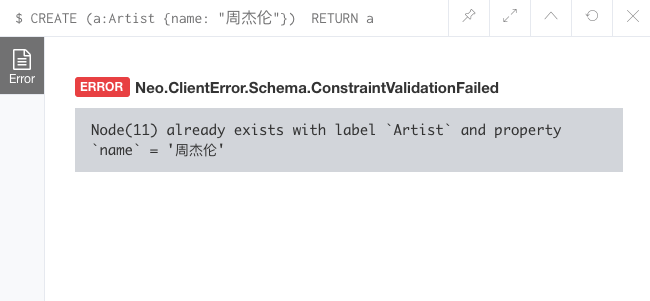 $ CREATE (a:Artist {name: "周杰伦"})  RETURN a
Error
ERROR Neo.ClientError.Schema.ConstraintValidationFailed
Node(11) already exists with label `Artist` and property
`name` = '周杰伦'